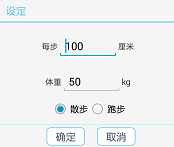 设定
每步 100 厘米
体重 50 kg
散步 跑步
确定 取消